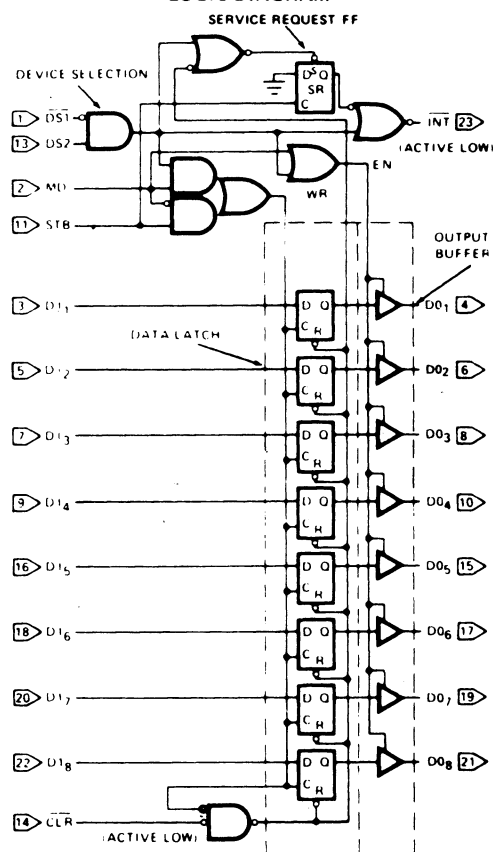 LOGIC DIAGRAM
SERVICE REQUEST FF
DEVICE SELECTION
D S Q
SR
C
1 DS1
13 DS2
INT 23
(ACTIVE LOW)
2 MD
EN
WR
11 STB
OUTPUT
BUFFER
3 DI1
D Q
C R
DO1 4
DATA LATCH
5 DI2
D Q
C R
DO2 6
7 DI3
D Q
C R
DO3 8
9 DI4
D Q
C R
DO4 10
16 DI5
D Q
C R
DO5 15
18 DI6
D Q
C R
DO6 17
20 DI7
D Q
C R
DO7 19
22 DI8
D Q
C R
DO8 21
14 CLR
(ACTIVE LOW)